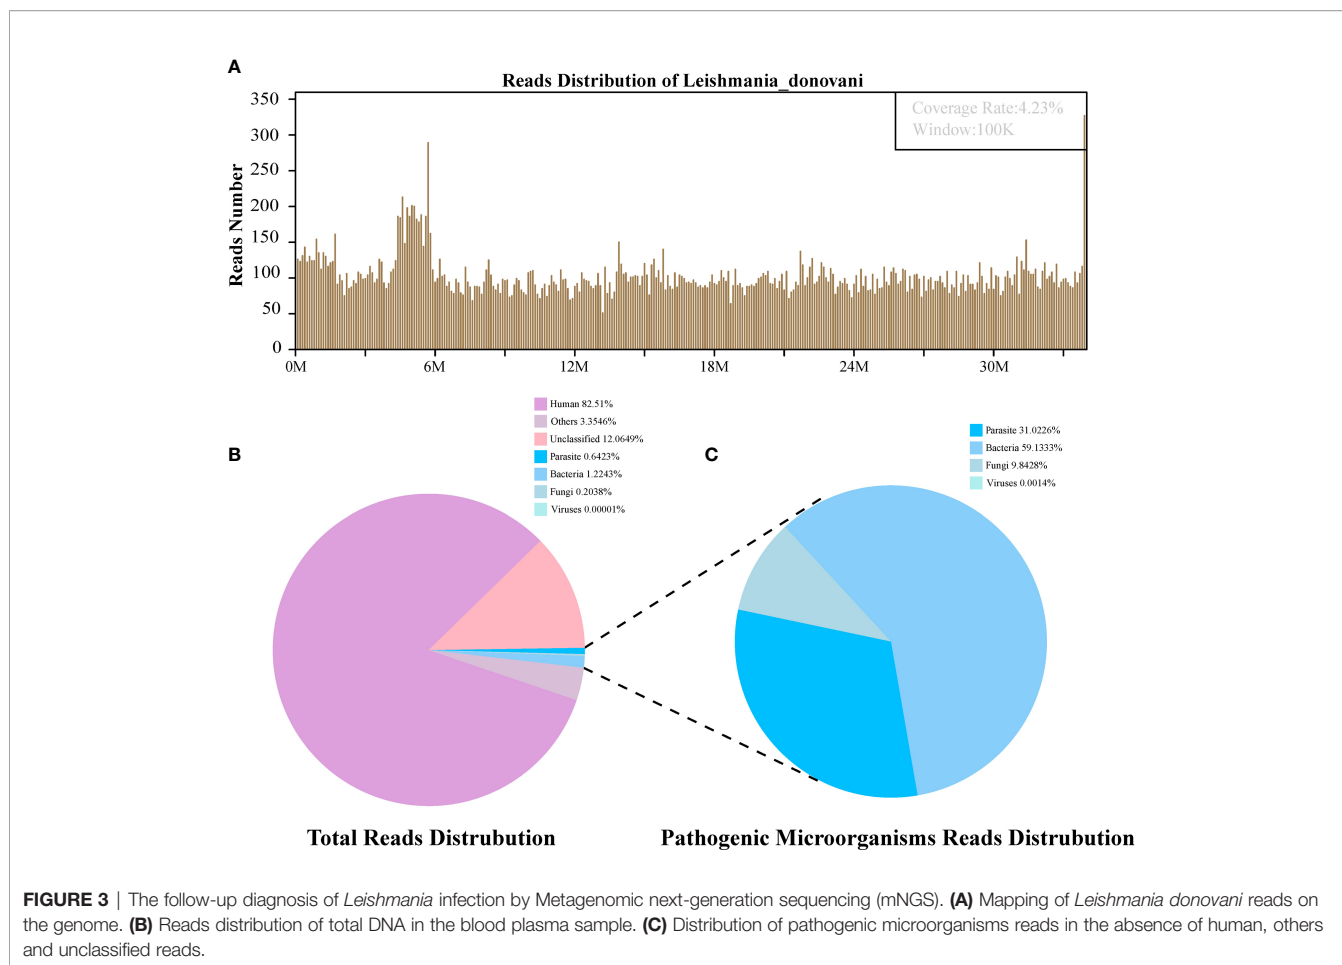 A
Reads Distribution of Leishmania_donovani
Coverage Rate:4.23%
Window:100K
Reads Number
350
300
250
200
150
100
50
0
0M 6M 12M 18M 24M 30M
B
Human 82.51%
Others 3.3546%
Unclassified 12.0649%
Parasite 0.6423%
Bacteria 1.2243%
Fungi 0.2038%
Viruses 0.00001%
Total Reads Distrubution
C
Parasite 31.0226%
Bacteria 59.1333%
Fungi 9.8428%
Viruses 0.0014%
Pathogenic Microorganisms Reads Distrubution
FIGURE 3 | The follow-up diagnosis of Leishmania infection by Metagenomic next-generation sequencing (mNGS). (A) Mapping of Leishmania donovani reads on
the genome. (B) Reads distribution of total DNA in the blood plasma sample. (C) Distribution of pathogenic microorganisms reads in the absence of human, others
and unclassified reads.